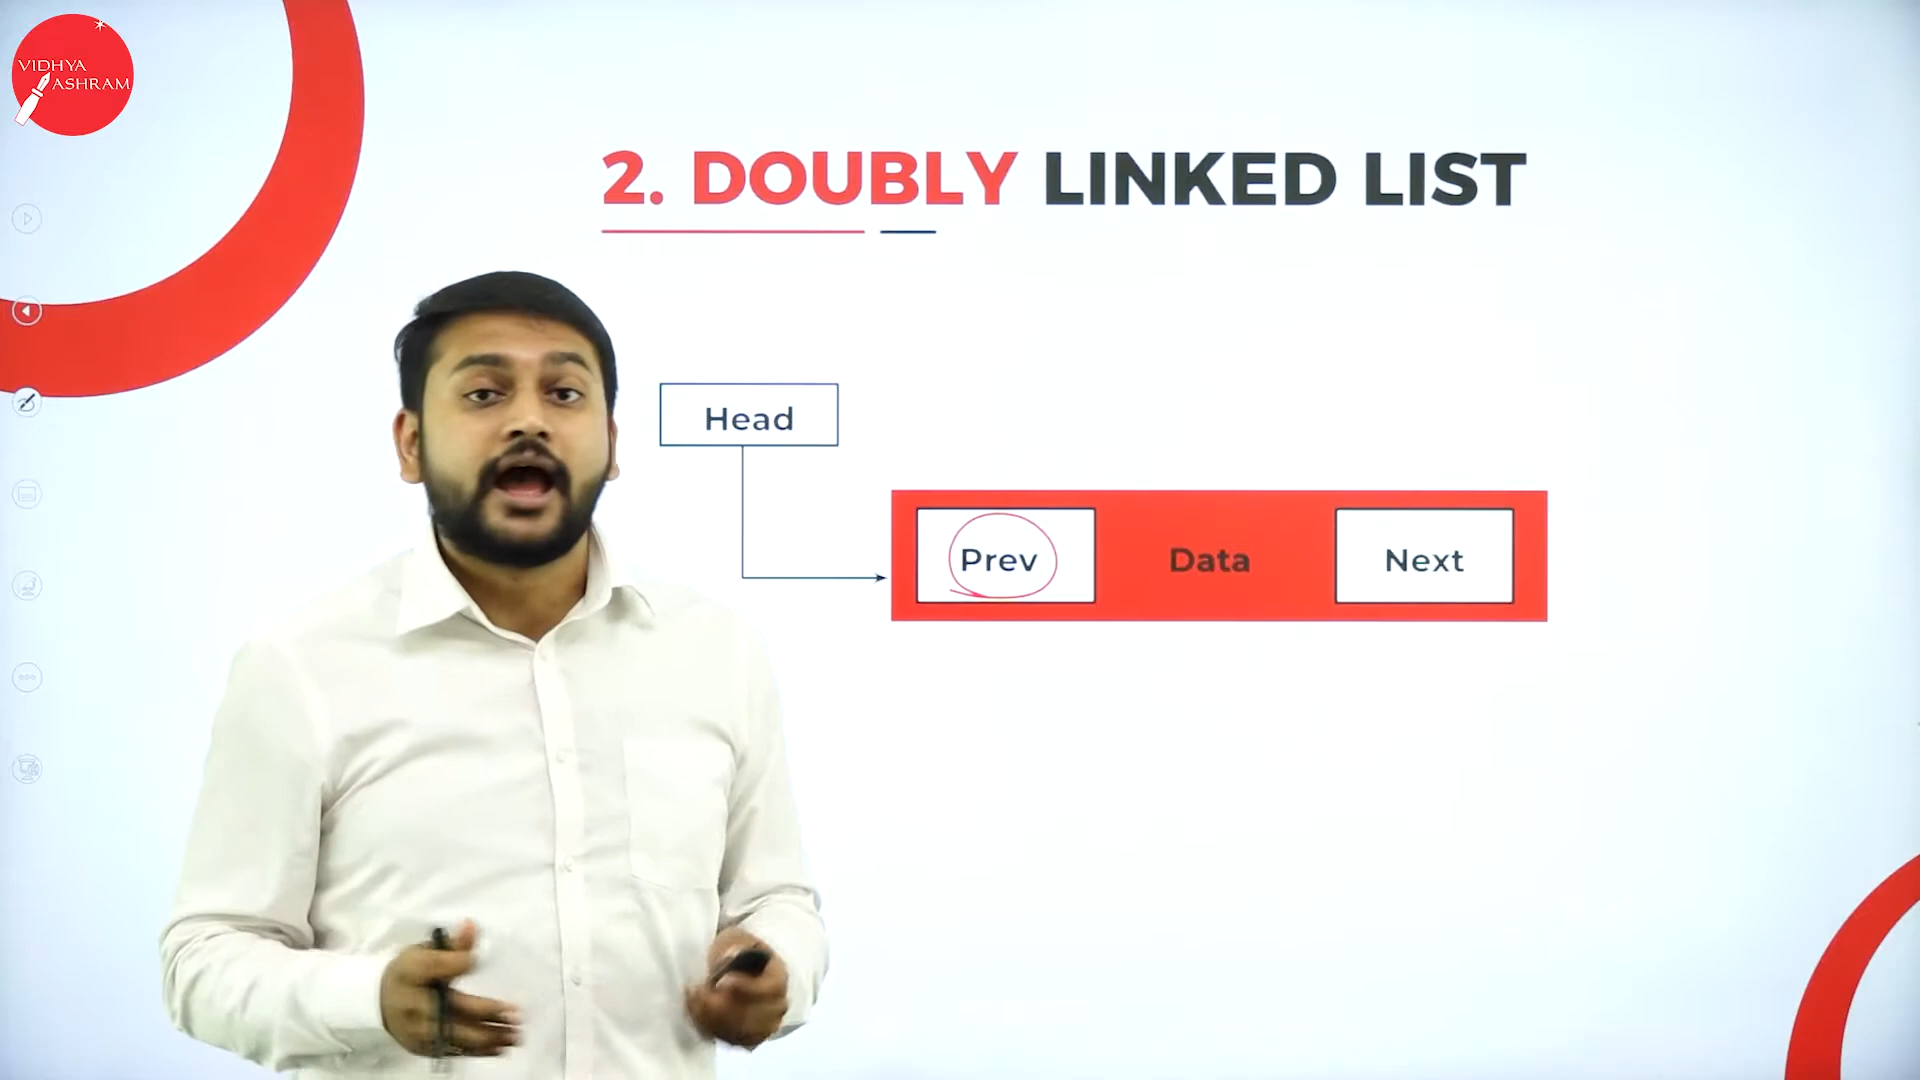 VIDHYA
ASHRAM
2. DOUBLY LINKED LIST
Head
Prev Data Next